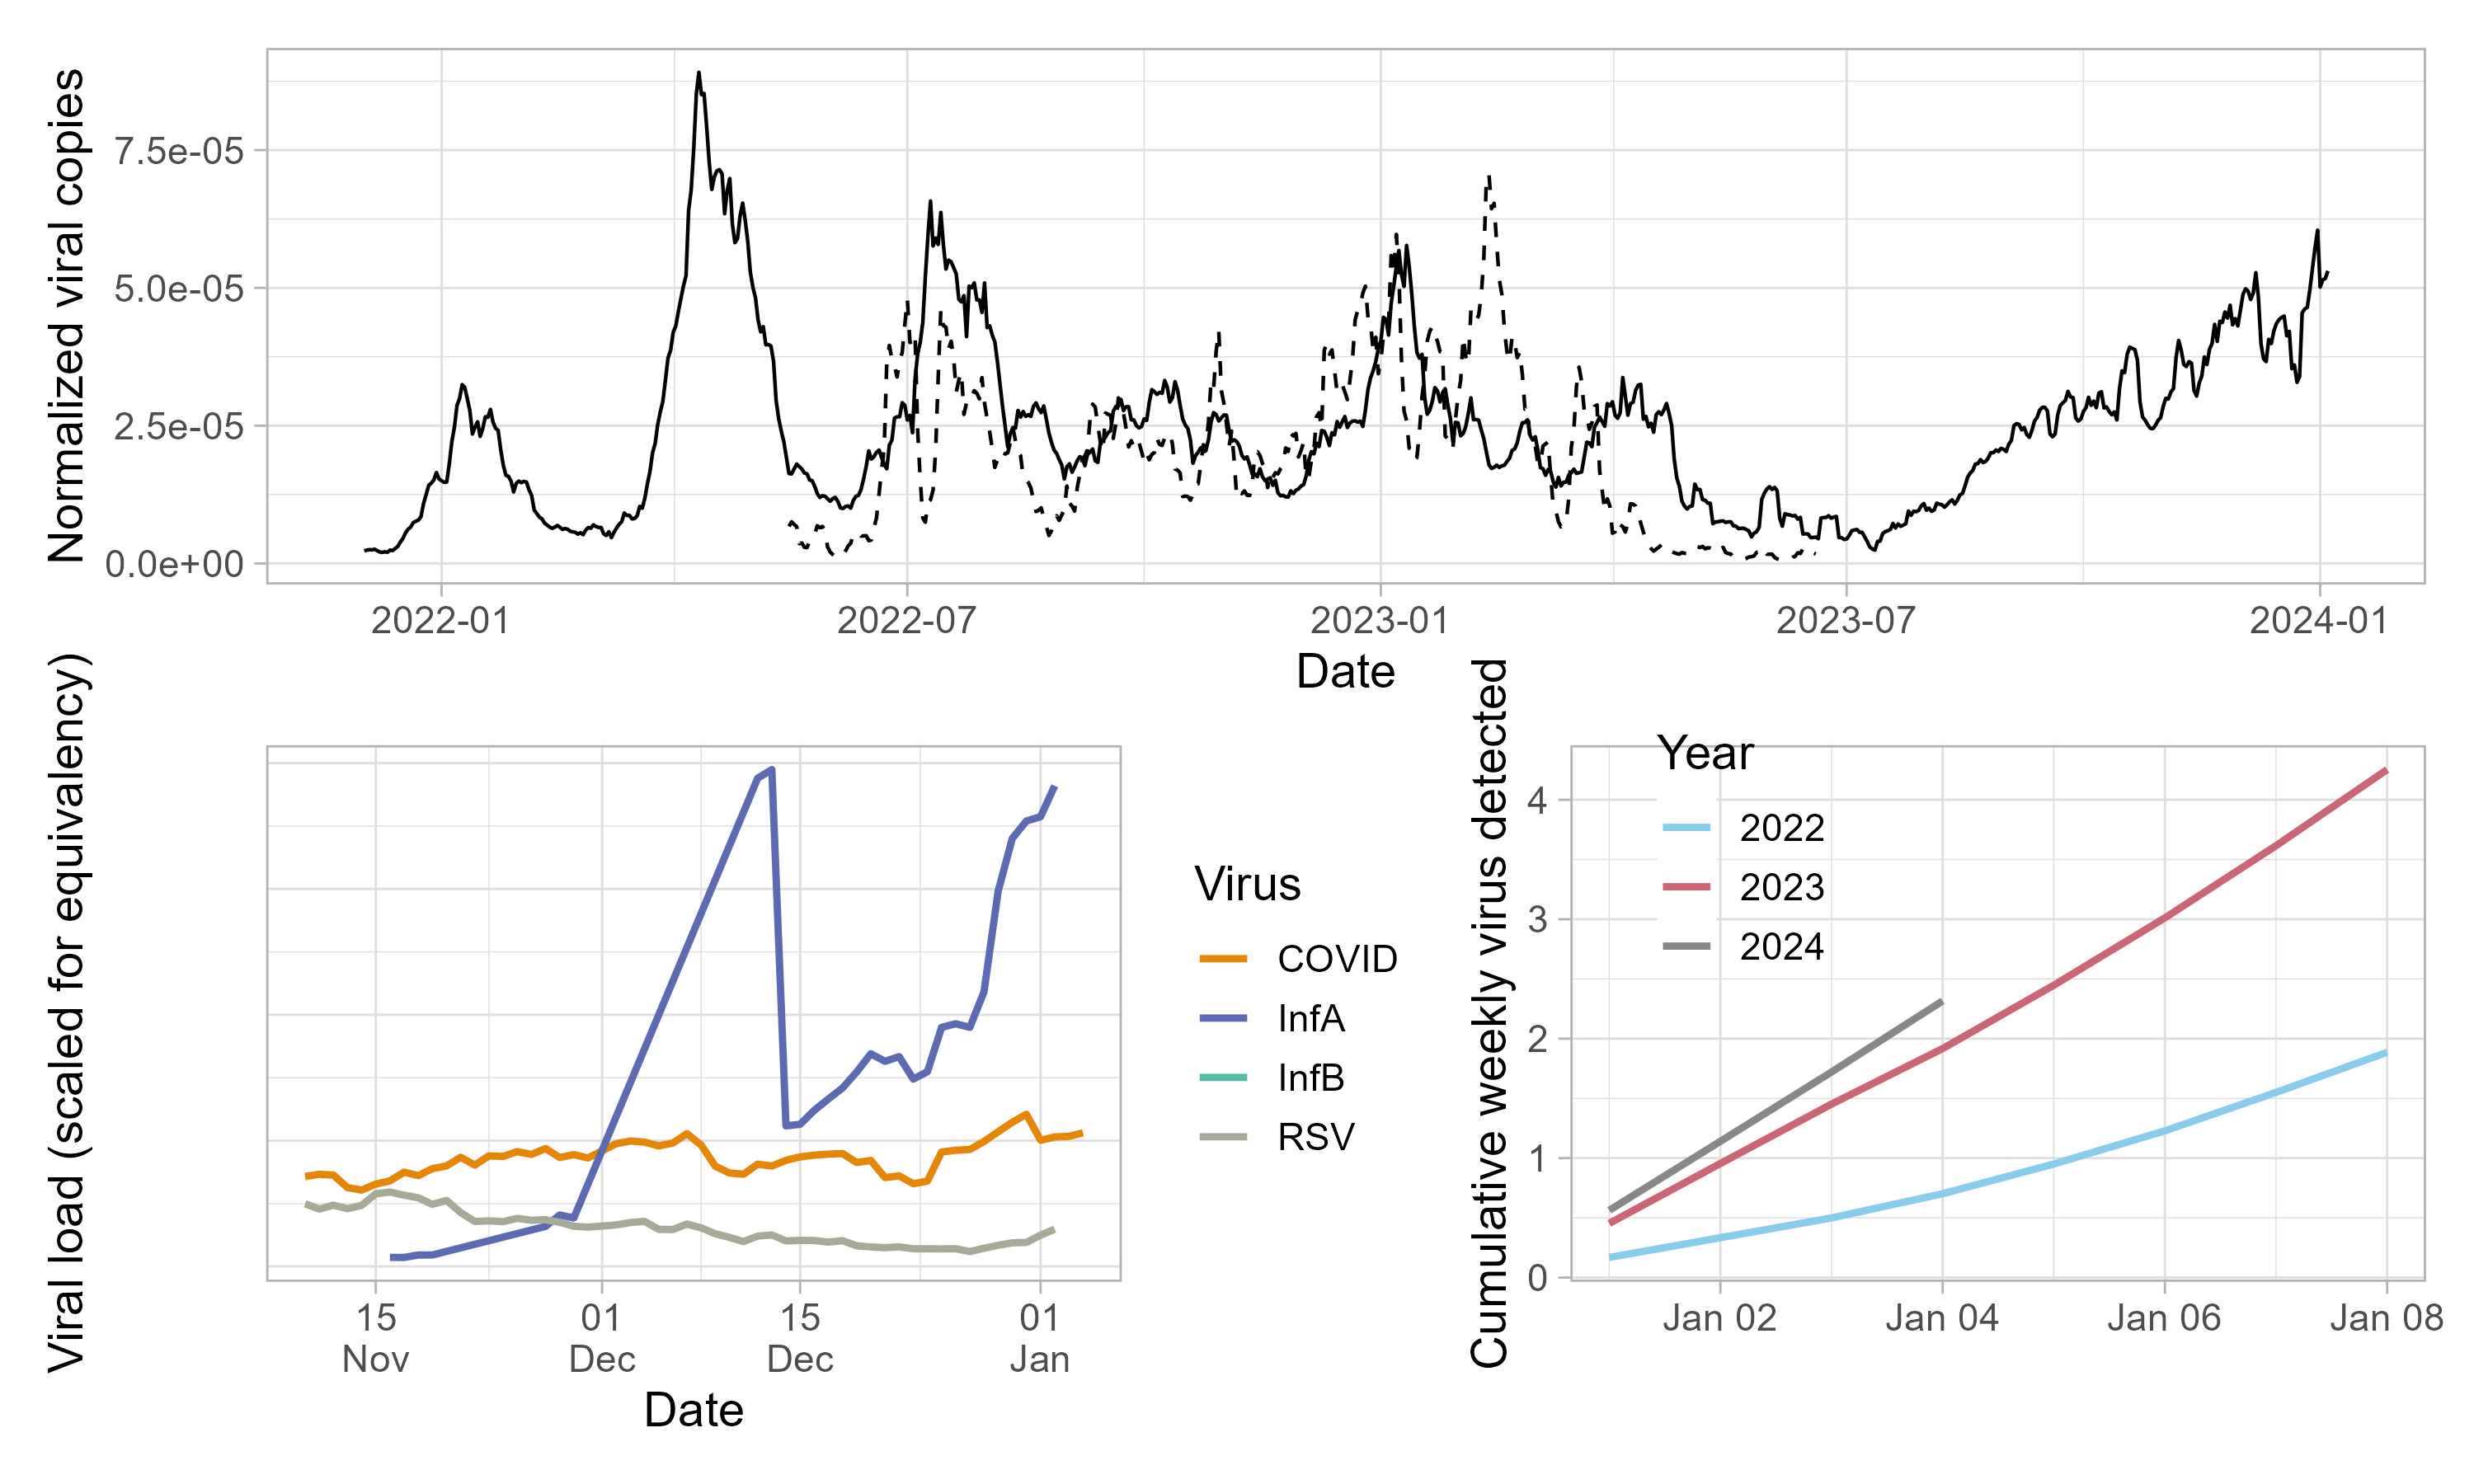 Normalized viral copies
7.5e-05
5.0e-05
2.5e-05
0.0e+00
2022-01
2022-07
2023-01
2023-07
2024-01
Date
Viral load (scaled for equivalency)
15
Nov
01
Dec
15
Dec
01
Jan
Date
Virus
COVID
InfA
InfB
RSV
Cumulative weekly virus detected
4
3
2
1
0
Year
2022
2023
2024
Jan 02
Jan 04
Jan 06
Jan 08